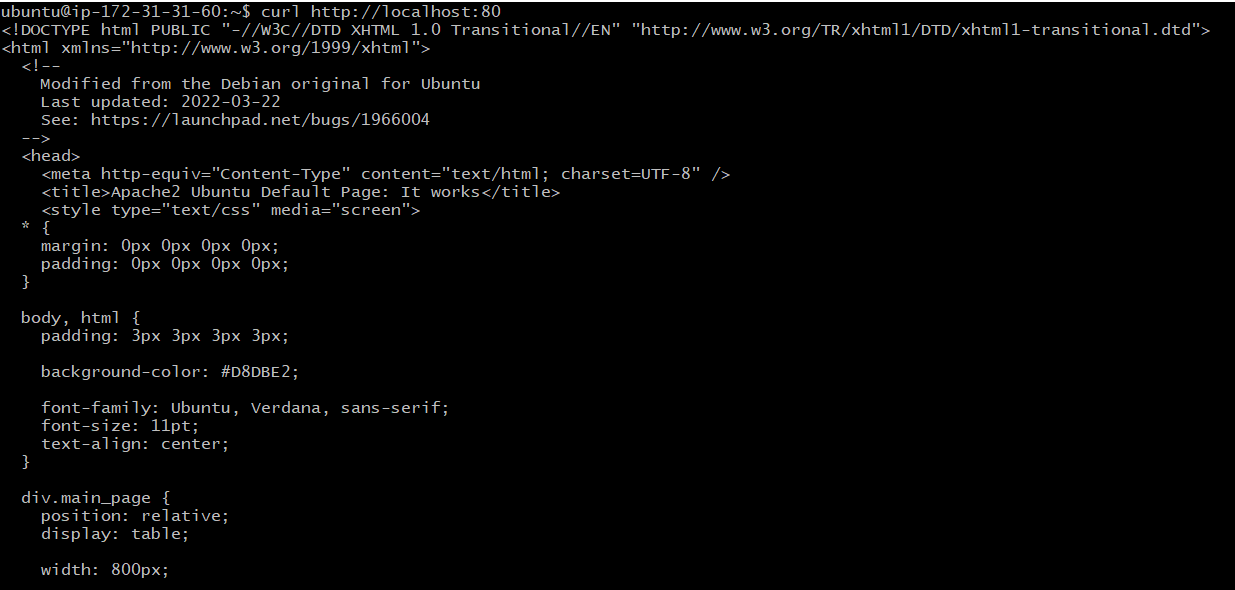 ubuntu@ip-172-31-31-60:~$ curl http://localhost:80
<!DOCTYPE html PUBLIC "-//W3C//DTD XHTML 1.0 Transitional//EN" "http://www.w3.org/TR/xhtml1/DTD/xhtml1-transitional.dtd">
<html xmlns="http://www.w3.org/1999/xhtml">
  <!--
    Modified from the Debian original for Ubuntu
    Last updated: 2022-03-22
    See: https://launchpad.net/bugs/1966004
  -->
  <head>
    <meta http-equiv="Content-Type" content="text/html; charset=UTF-8" />
    <title>Apache2 Ubuntu Default Page: It works</title>
    <style type="text/css" media="screen">
  * {
    margin: 0px 0px 0px 0px;
    padding: 0px 0px 0px 0px;
  }

  body, html {
    padding: 3px 3px 3px 3px;

    background-color: #D8DBE2;

    font-family: Ubuntu, Verdana, sans-serif;
    font-size: 11pt;
    text-align: center;
  }

  div.main_page {
    position: relative;
    display: table;

    width: 800px;